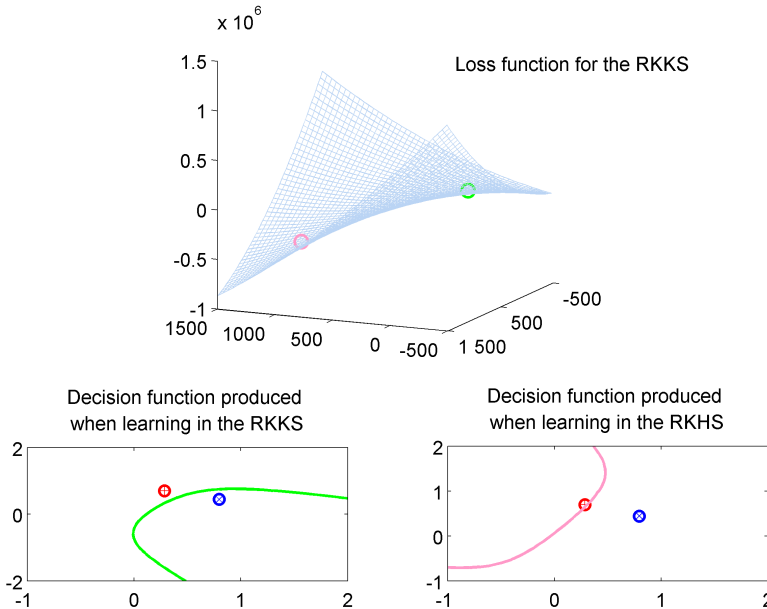 x 10^6
Loss function for the RKKS
1.5
1
0.5
0
-0.5
-1
1500 1000 500 0 -500
1 500 500 -500
Decision function produced
when learning in the RKKS
2
0
-2
-1 0 1 2
Decision function produced
when learning in the RKHS
2
1
0
-1
-1 0 1 2